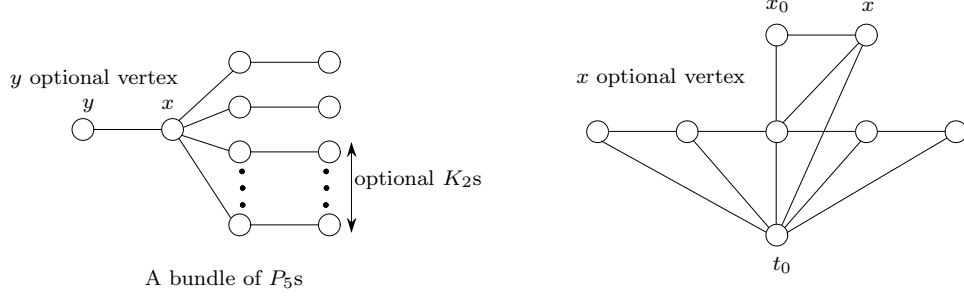 y optional vertex
y
x
optional K₂s
A bundle of P₅s
x₀
x
x optional vertex
t₀